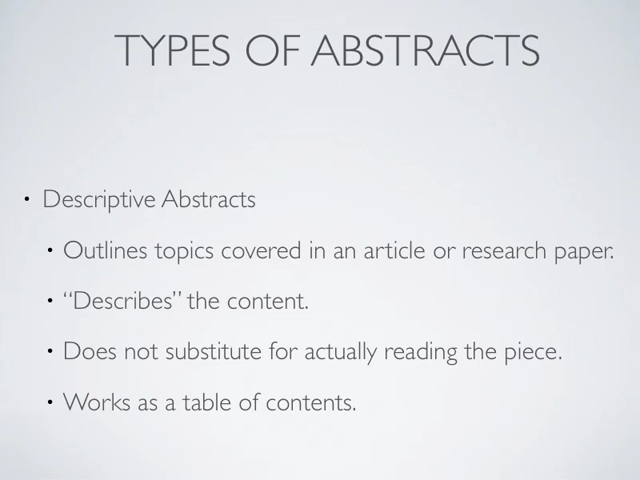 TYPES OF ABSTRACTS
• Descriptive Abstracts
• Outlines topics covered in an article or research paper.
• “Describes” the content.
• Does not substitute for actually reading the piece.
• Works as a table of contents.